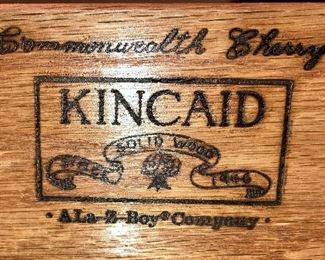 Commonwealth Cherry
KINCAID
SOLID WOOD
SINCE 1946
· A La-Z-Boy® Company ·